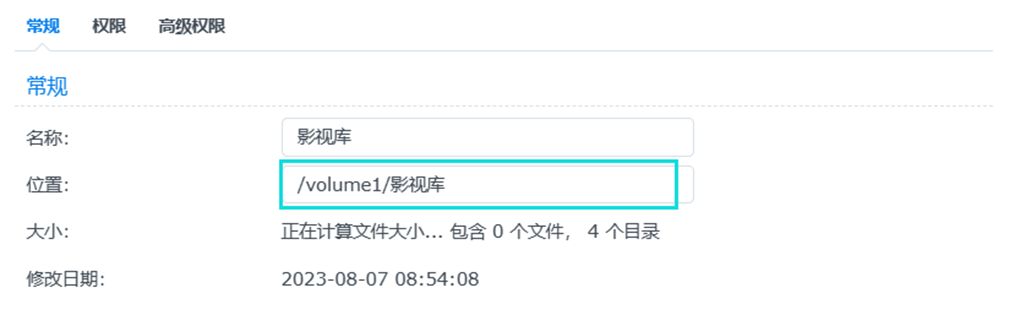 常规 权限 高级权限
常规
名称: 影视库
位置: /volume1/影视库
大小: 正在计算文件大小... 包含 0 个文件， 4 个目录
修改日期: 2023-08-07 08:54:08